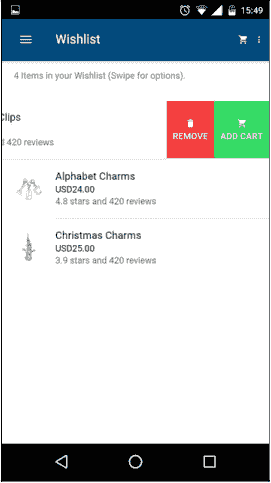 15:49
Wishlist
4 Items in your Wishlist (Swipe for options).
Clips
420 reviews
REMOVE
ADD CART
Alphabet Charms
USD24.00
4.8 stars and 420 reviews
Christmas Charms
USD25.00
3.9 stars and 420 reviews